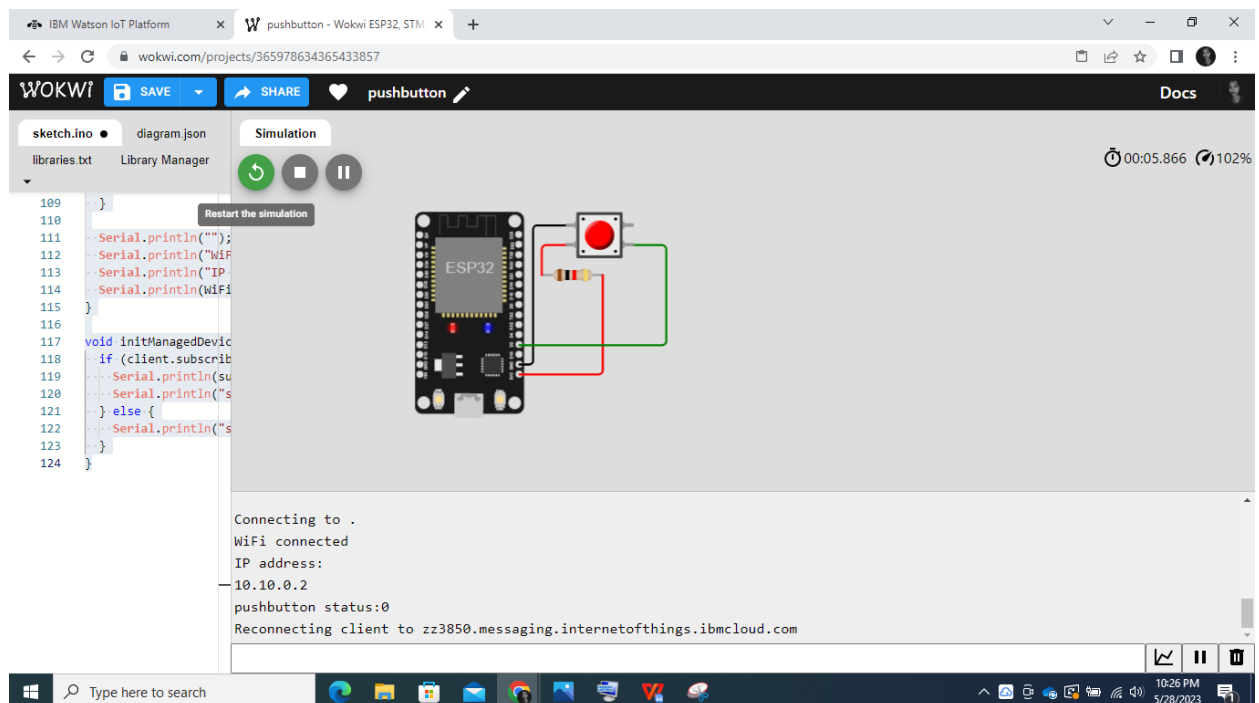 IBM Watson IoT Platform
pushbutton - Wokwi ESP32, STM
wokwi.com/projects/365978634365433857
WOKWI
SAVE
SHARE
pushbutton
Docs
sketch.ino
diagram.json
Simulation
libraries.txt
Library Manager
00:05.866
102%
Restart the simulation
109 }
110
111 Serial.println("");
112 Serial.println("WiF
113 Serial.println("IP
114 Serial.println(WiFi
115 }
116
117 void initManagedDevic
118 if (client.subscrib
119 Serial.println(su
120 Serial.println("s
121 } else {
122 Serial.println("s
123 }
124 }
ESP32
Connecting to .
WiFi connected
IP address:
10.10.0.2
pushbutton status:0
Reconnecting client to zz3850.messaging.internetofthings.ibmcloud.com
Type here to search
10:26 PM
5/28/2023